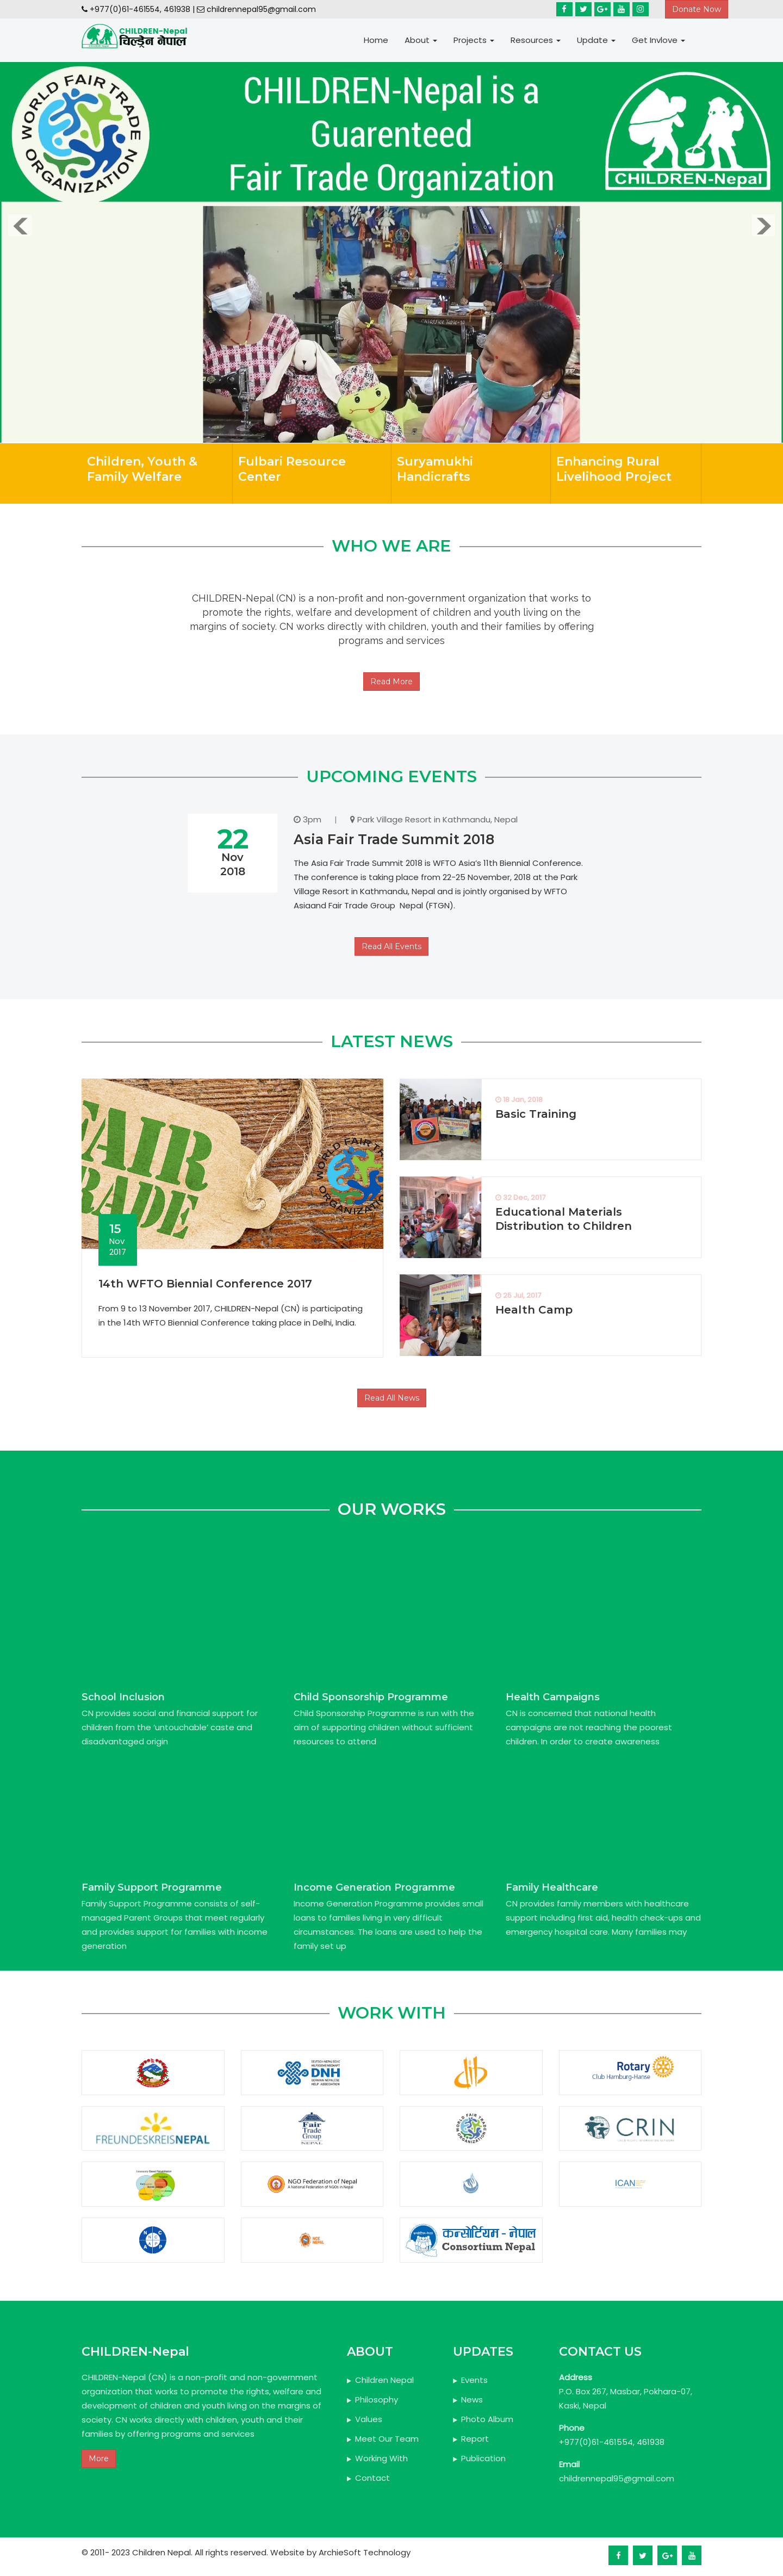 +977(0)61-461554, 461938 | childrennepal95@gmail.com
Donate Now
CHILDREN-Nepal
चिल्ड्रेन नेपाल
Home
About
Projects
Resources
Update
Get Invlove
WORLD FAIR TRADE ORGANIZATION
CHILDREN-Nepal is a
Guarenteed
Fair Trade Organization
CHILDREN-Nepal
Children, Youth &
Family Welfare
Fulbari Resource
Center
Suryamukhi
Handicrafts
Enhancing Rural
Livelihood Project
WHO WE ARE
CHILDREN-Nepal (CN) is a non-profit and non-government organization that works to
promote the rights, welfare and development of children and youth living on the
margins of society. CN works directly with children, youth and their families by offering
programs and services
Read More
UPCOMING EVENTS
22
Nov
2018
3pm | Park Village Resort in Kathmandu, Nepal
Asia Fair Trade Summit 2018
The Asia Fair Trade Summit 2018 is WFTO Asia's 11th Biennial Conference.
The conference is taking place from 22-25 November, 2018 at the Park
Village Resort in Kathmandu, Nepal and is jointly organised by WFTO
Asiaand Fair Trade Group Nepal (FTGN).
Read All Events
LATEST NEWS
FAIR
TRADE
WORLD FAIR TRADE ORGANIZATION
15
Nov
2017
14th WFTO Biennial Conference 2017
From 9 to 13 November 2017, CHILDREN-Nepal (CN) is participating
in the 14th WFTO Biennial Conference taking place in Delhi, India.
18 Jan, 2018
Basic Training
32 Dec, 2017
Educational Materials
Distribution to Children
25 Jul, 2017
Health Camp
Read All News
OUR WORKS
School Inclusion
CN provides social and financial support for
children from the 'untouchable' caste and
disadvantaged origin
Child Sponsorship Programme
Child Sponsorship Programme is run with the
aim of supporting children without sufficient
resources to attend
Health Campaigns
CN is concerned that national health
campaigns are not reaching the poorest
children. In order to create awareness
Family Support Programme
Family Support Programme consists of self-
managed Parent Groups that meet regularly
and provides support for families with income
generation
Income Generation Programme
Income Generation Programme provides small
loans to families living in very difficult
circumstances. The loans are used to help the
family set up
Family Healthcare
CN provides family members with healthcare
support including first aid, health check-ups and
emergency hospital care. Many families may
WORK WITH
DNH
Rotary
Club Hamburg-Hanse
FREUNDESKREISNEPAL
Fair
Trade
Group
NEPAL
WORLD FAIR TRADE ORGANIZATION
CRIN
NGO Federation of Nepal
A National Federation of NGOs in Nepal
ICAN
कन्सोर्टियम - नेपाल
Consortium Nepal
CHILDREN-Nepal
CHILDREN-Nepal (CN) is a non-profit and non-government
organization that works to promote the rights, welfare and
development of children and youth living on the margins of
society. CN works directly with children, youth and their
families by offering programs and services
More
ABOUT
Children Nepal
Philosophy
Values
Meet Our Team
Working With
Contact
UPDATES
Events
News
Photo Album
Report
Publication
CONTACT US
Address
P.O. Box 267, Masbar, Pokhara-07,
Kaski, Nepal
Phone
+977(0)61-461554, 461938
Email
childrennepal95@gmail.com
© 2011- 2023 Children Nepal. All rights reserved. Website by ArchieSoft Technology